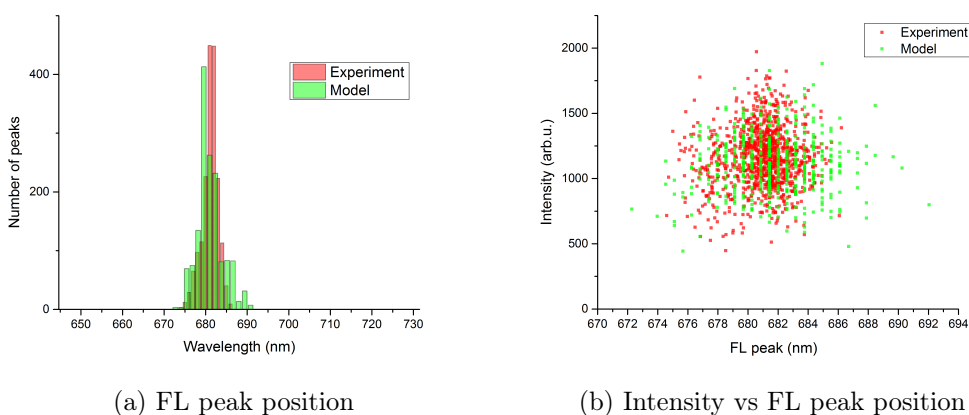 Number of peaks
400
200
0
650 660 670 680 690 700 710 720 730
Wavelength (nm)
Experiment
Model
(a) FL peak position
Intensity (arb.u.)
2000
1500
1000
500
0
670 672 674 676 678 680 682 684 686 688 690 692 694
FL peak (nm)
Experiment
Model
(b) Intensity vs FL peak position